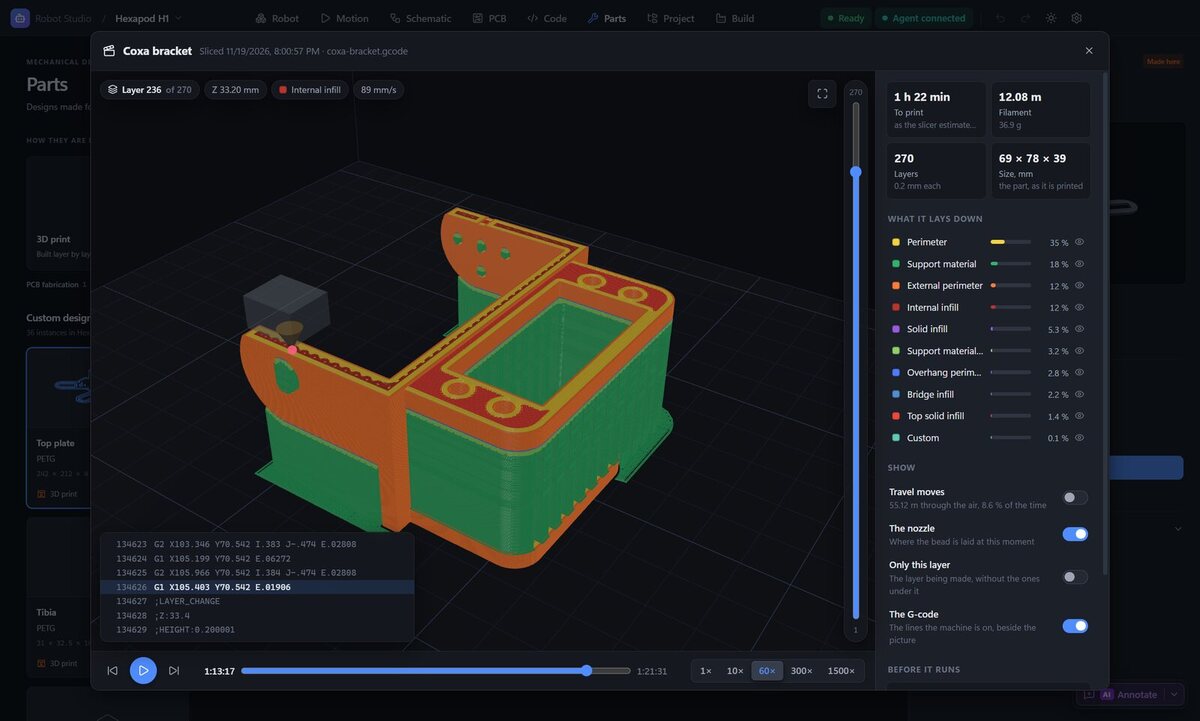 Robot Studio / Hexapod H1
Robot Motion Schematic PCB Code Parts Project Build
Ready Agent connected
MECHANICAL D
Parts
Designs made fo
HOW THEY ARE
3D print
Built layer by lay
PCB fabrication 1
Custom design
36 instances in Hex
Top plate
PETG
242 × 212 × 8
3D print
Tibia
PETG
31 × 32.5 × 1
3D print
Made here
Coxa bracket Sliced 11/19/2026, 8:00:57 PM · coxa-bracket.gcode
Layer 236 of 270
Z 33.20 mm
Internal infill
89 mm/s
270
1
134623 G2 X103.346 Y70.542 I.383 J-.474 E.02808
134624 G1 X105.199 Y70.542 E.06272
134625 G2 X105.966 Y70.542 I.384 J-.474 E.02808
134626 G1 X105.403 Y70.542 E.01906
134627 ;LAYER_CHANGE
134628 ;Z:33.4
134629 ;HEIGHT:0.200001
1:13:17
1:21:31
1× 10× 60× 300× 1500×
1 h 22 min
To print
as the slicer estimate...
12.08 m
Filament
36.9 g
270
Layers
0.2 mm each
69 × 78 × 39
Size, mm
the part, as it is printed
WHAT IT LAYS DOWN
Perimeter 35 %
Support material 18 %
External perimeter 12 %
Internal infill 12 %
Solid infill 5.3 %
Support material... 3.2 %
Overhang perim... 2.8 %
Bridge infill 2.2 %
Top solid infill 1.4 %
Custom 0.1 %
SHOW
Travel moves
55.12 m through the air, 8.6 % of the time
The nozzle
Where the bead is laid at this moment
Only this layer
The layer being made, without the ones
under it
The G-code
The lines the machine is on, beside the
picture
BEFORE IT RUNS
AI Annotate